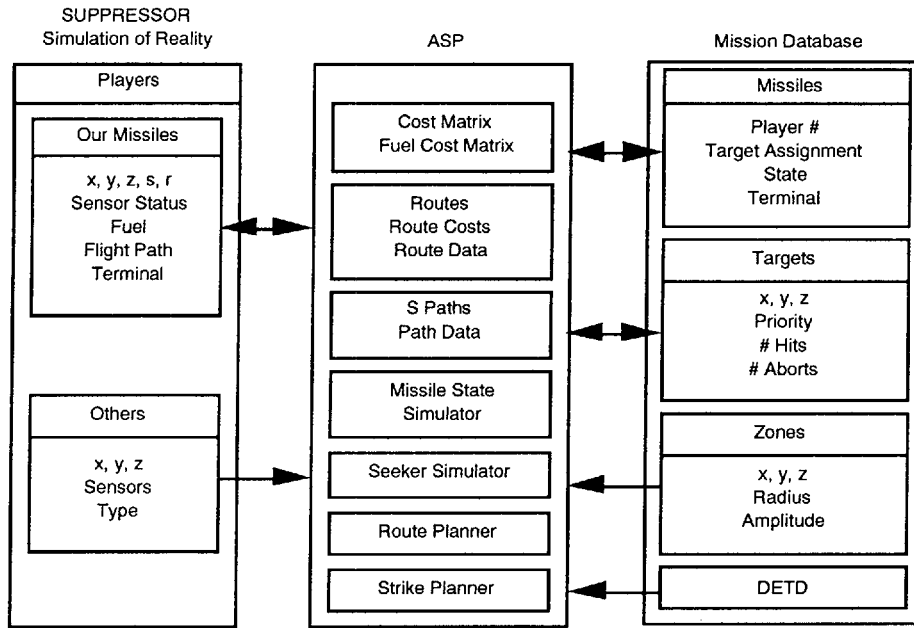 SUPPRESSOR
Simulation of Reality
Players
Our Missiles
x, y, z, s, r
Sensor Status
Fuel
Flight Path
Terminal
Others
x, y, z
Sensors
Type
ASP
Cost Matrix
Fuel Cost Matrix
Routes
Route Costs
Route Data
S Paths
Path Data
Missile State
Simulator
Seeker Simulator
Route Planner
Strike Planner
Mission Database
Missiles
Player #
Target Assignment
State
Terminal
Targets
x, y, z
Priority
# Hits
# Aborts
Zones
x, y, z
Radius
Amplitude
DETD